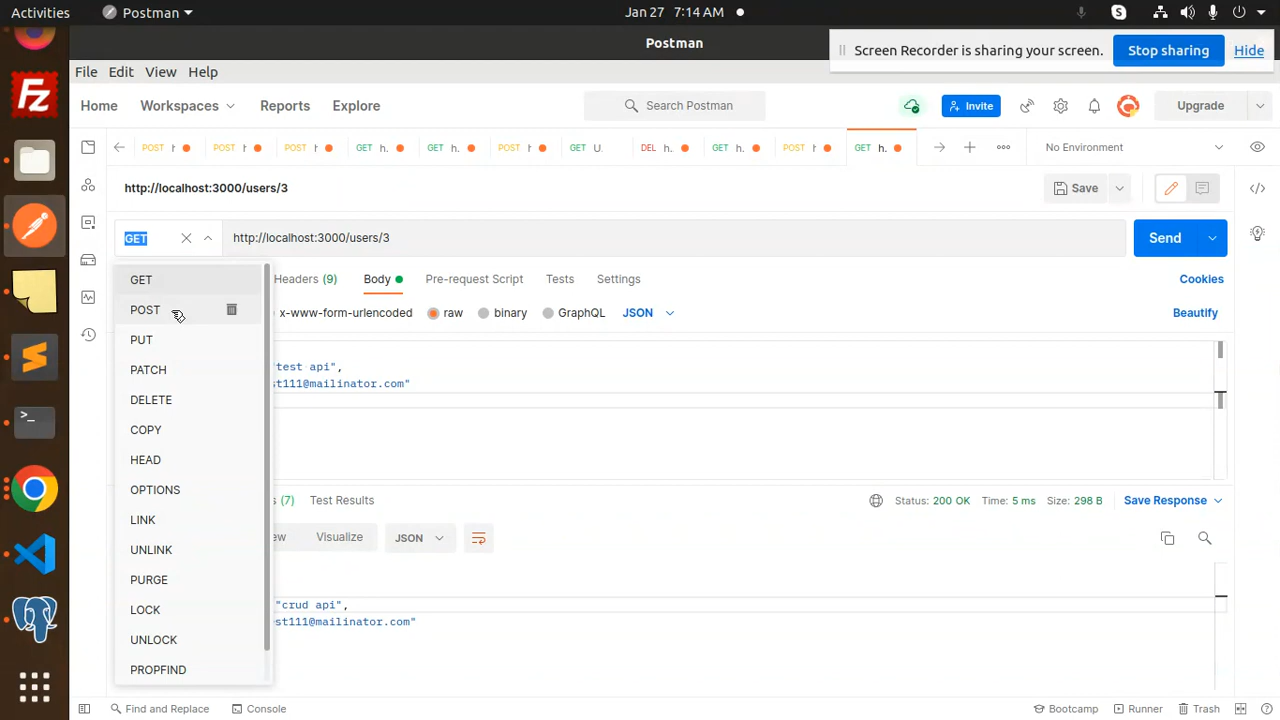 Activities
Postman
Jan 27 7:14 AM
Postman
Screen Recorder is sharing your screen.
Stop sharing
Hide
File Edit View Help
Home
Workspaces
Reports
Explore
Search Postman
Invite
Upgrade
POST
POST
POST
GET h.
GET h.
POST
GET U.
DEL h.
GET h.
POST
GET h.
No Environment
http://localhost:3000/users/3
Save
GET
http://localhost:3000/users/3
Send
GET
POST
PUT
PATCH
DELETE
COPY
HEAD
OPTIONS
LINK
UNLINK
PURGE
LOCK
UNLOCK
PROPFIND
Headers (9)
Body
Pre-request Script
Tests
Settings
Cookies
x-www-form-urlencoded
raw
binary
GraphQL
JSON
Beautify
"test api",
st111@mailinator.com"
(7)
Test Results
Status: 200 OK
Time: 5 ms
Size: 298 B
Save Response
Visualize
JSON
"crud api",
est111@mailinator.com"
Find and Replace
Console
Bootcamp
Runner
Trash